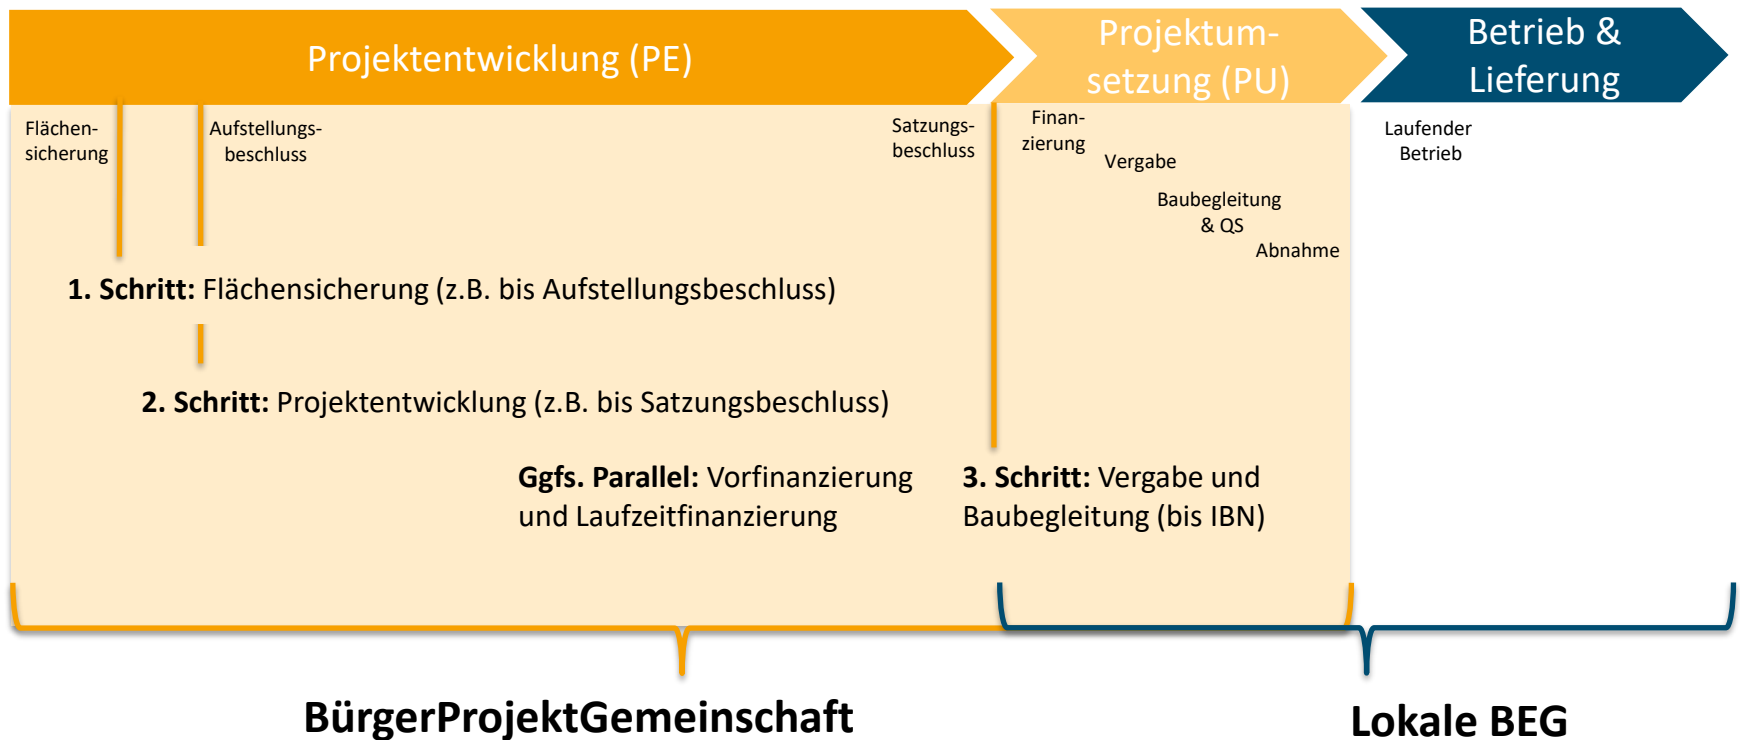 Projektentwicklung (PE)
Projektum-
setzung (PU)
Betrieb &
Lieferung
Flächen-
sicherung
Aufstellungs-
beschluss
Satzungs-
beschluss
Finan-
zierung
Vergabe
Baubegleitung
& QS
Abnahme
Laufender
Betrieb
1. Schritt: Flächensicherung (z.B. bis Aufstellungsbeschluss)
2. Schritt: Projektentwicklung (z.B. bis Satzungsbeschluss)
Ggfs. Parallel: Vorfinanzierung
und Laufzeitfinanzierung
3. Schritt: Vergabe und
Baubegleitung (bis IBN)
BürgerProjektGemeinschaft
Lokale BEG